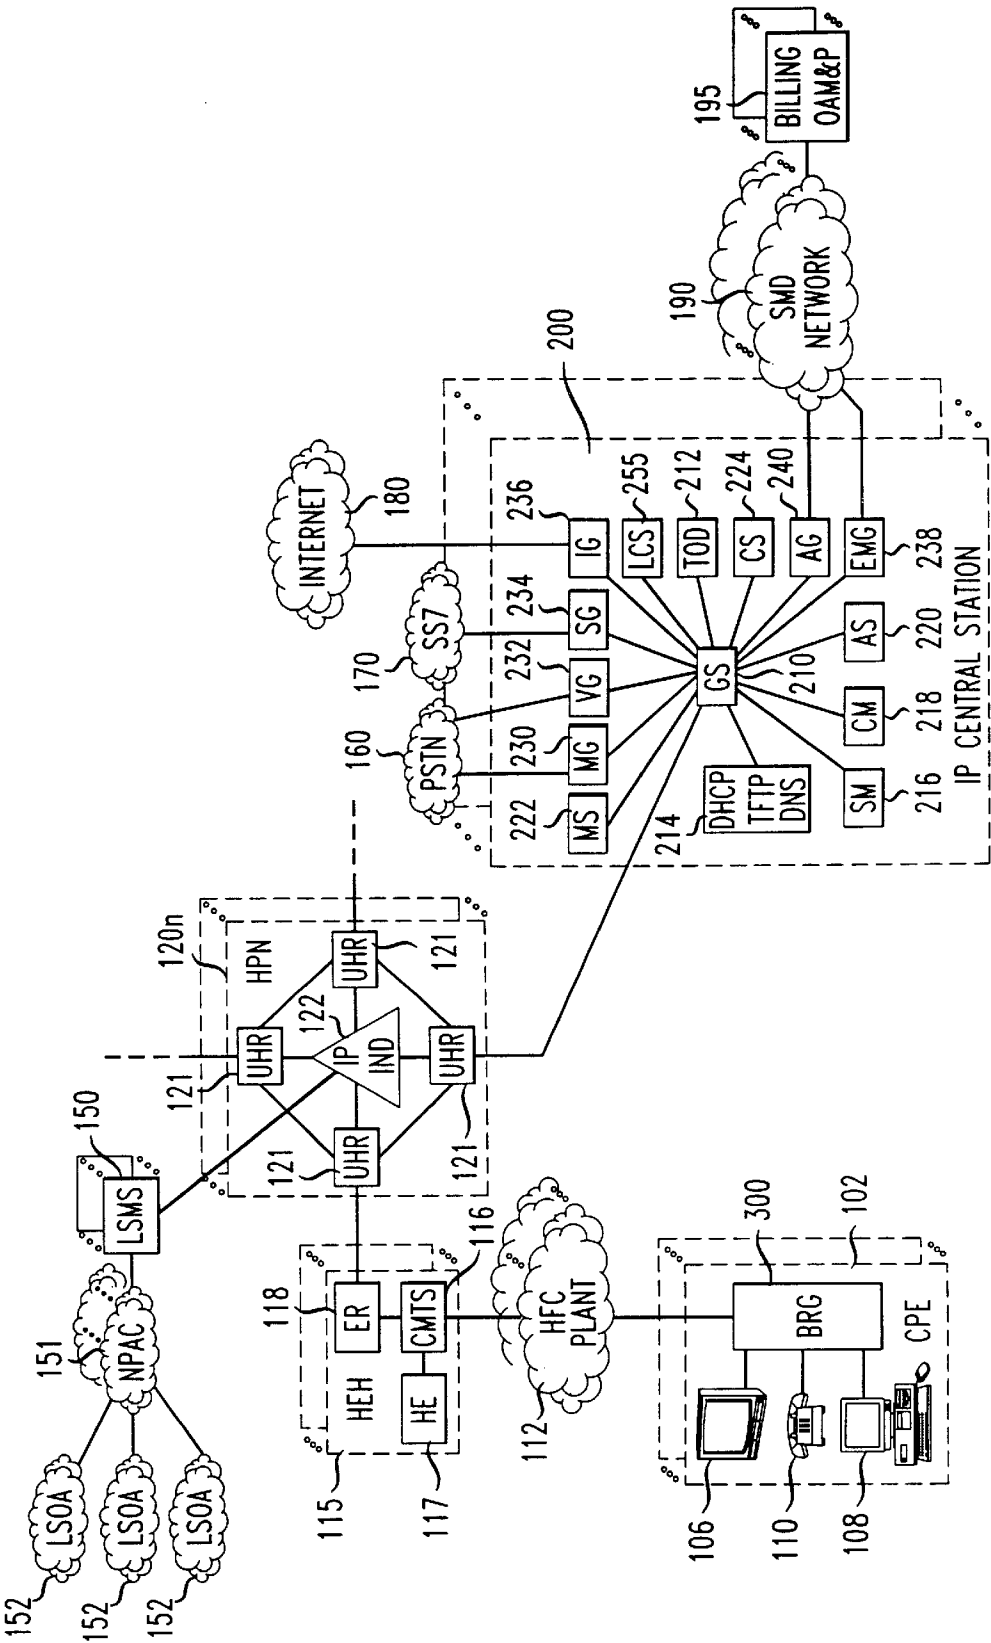 152
LSOA
152
LSOA
152
LSOA
151
NPAC
150
LSMS
120n
HPN
121
UHR
121
UHR
121
UHR
121
UHR
122
IP
IND
115
HEH
118
ER
116
CMTS
117
HE
112
HFC
PLANT
300
BRG
102
CPE
106
110
108
160
PSTN
170
SS7
180
INTERNET
200
222
MS
230
MG
232
VG
234
SG
236
IG
LCS
255
TOD
212
CS
224
AG
240
EMG
238
GS
210
214
DHCP
TFTP
DNS
SM
216
CM
218
AS
220
IP CENTRAL STATION
190
SMD
NETWORK
195
BILLING
OAM&P